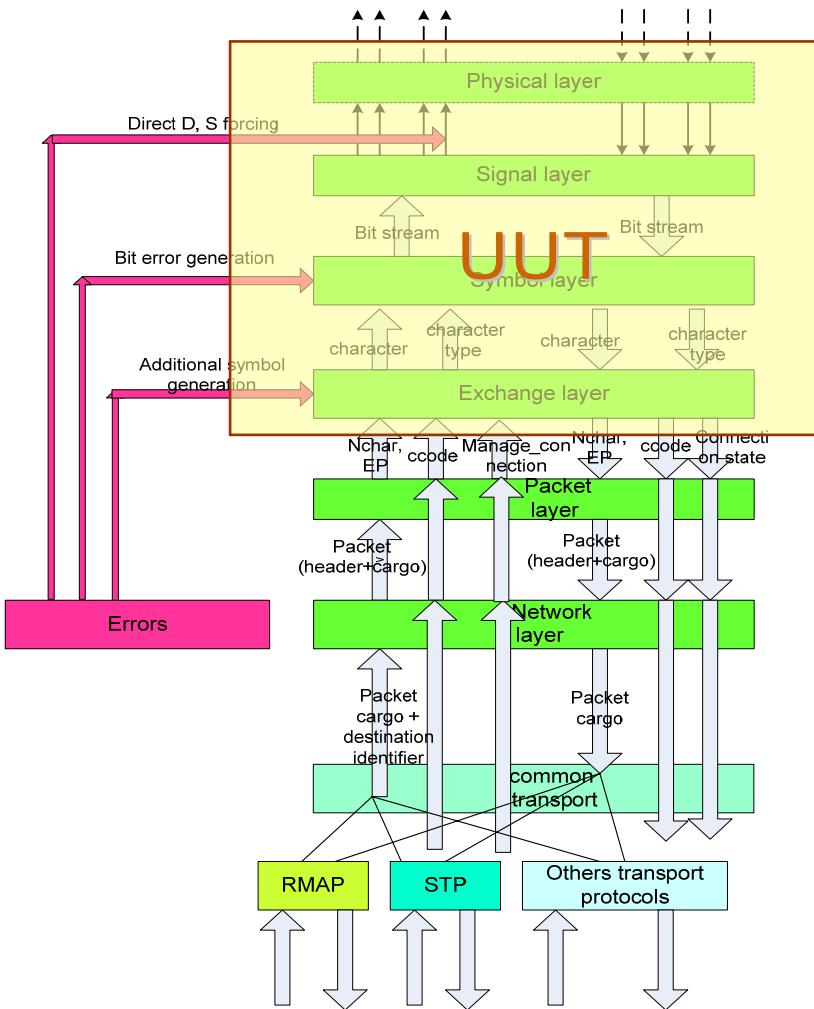 Physical layer
Direct D, S forcing
Signal layer
Bit stream
Bit stream
UUT
Bit error generation
Symbol layer
character
character
type
character
character
type
Additional symbol
generation
Exchange layer
Nchar,
EP
ccode
Manage_con
nection
Nchar,
EP
ccode
Connecti
on state
Packet
layer
Packet
(header+cargo)
Packet
(header+cargo)
Errors
Network
layer
Packet
cargo +
destination
identifier
Packet
cargo
common
transport
RMAP
STP
Others transport
protocols